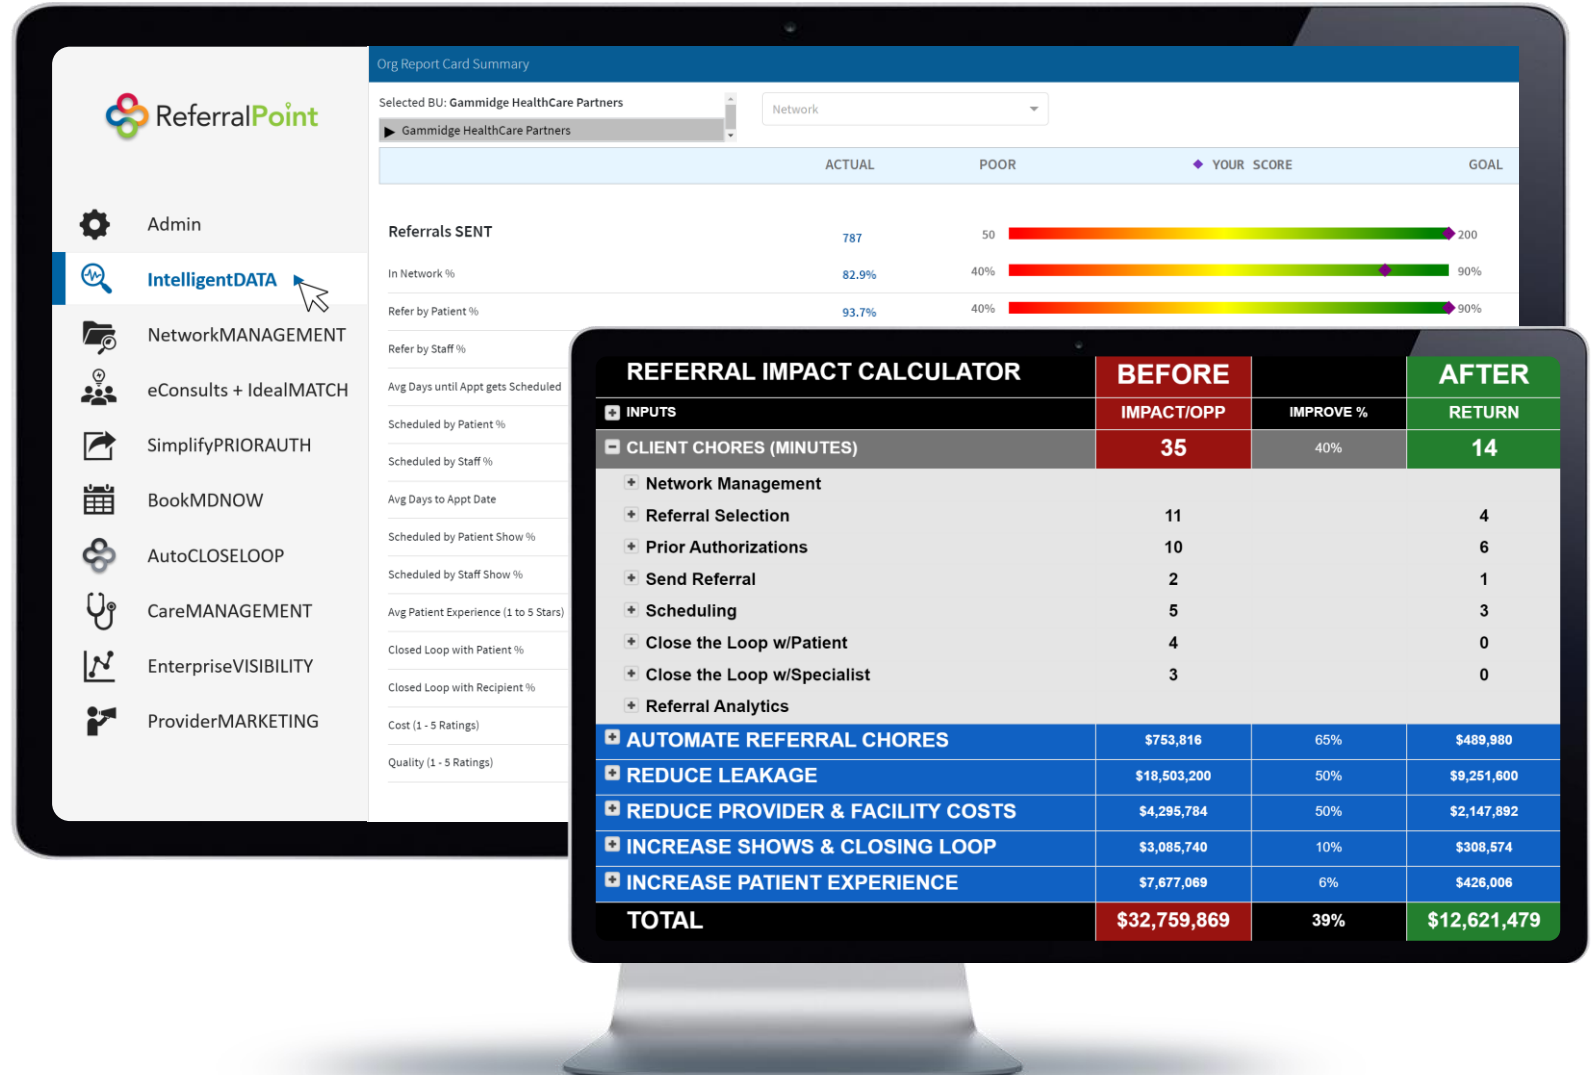 Org Report Card Summary
ReferralPoint
Selected BU: Gammidge HealthCare Partners
Gammidge HealthCare Partners
Network
ACTUAL POOR YOUR SCORE GOAL
Admin
IntelligentDATA
NetworkMANAGEMENT
eConsults + IdealMATCH
SimplifyPRIORAUTH
BookMDNOW
AutoCLOSELOOP
CareMANAGEMENT
EnterpriseVISIBILITY
ProviderMARKETING
Referrals SENT 787 50 200
In Network % 82.9% 40% 90%
Refer by Patient % 93.7% 40% 90%
Refer by Staff %
Avg Days until Appt gets Scheduled
Scheduled by Patient %
Scheduled by Staff %
Avg Days to Appt Date
Scheduled by Patient Show %
Scheduled by Staff Show %
Avg Patient Experience (1 to 5 Stars)
Closed Loop with Patient %
Closed Loop with Recipient %
Cost (1 - 5 Ratings)
Quality (1 - 5 Ratings)
REFERRAL IMPACT CALCULATOR BEFORE AFTER
INPUTS IMPACT/OPP IMPROVE % RETURN
CLIENT CHORES (MINUTES) 35 40% 14
Network Management
Referral Selection 11 4
Prior Authorizations 10 6
Send Referral 2 1
Scheduling 5 3
Close the Loop w/Patient 4 0
Close the Loop w/Specialist 3 0
Referral Analytics
AUTOMATE REFERRAL CHORES $753,816 65% $489,980
REDUCE LEAKAGE $18,503,200 50% $9,251,600
REDUCE PROVIDER & FACILITY COSTS $4,295,784 50% $2,147,892
INCREASE SHOWS & CLOSING LOOP $3,085,740 10% $308,574
INCREASE PATIENT EXPERIENCE $7,677,069 6% $426,006
TOTAL $32,759,869 39% $12,621,479